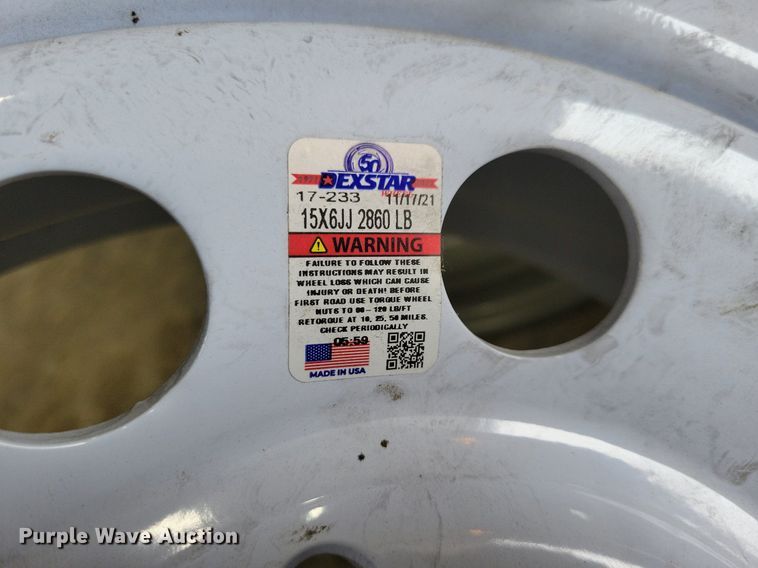 50
DEXSTAR
17-233 11/17/21
15X6JJ 2860 LB
WARNING
FAILURE TO FOLLOW THESE
INSTRUCTIONS MAY RESULT IN
WHEEL LOSS WHICH CAN CAUSE
INJURY OR DEATH! BEFORE
FIRST ROAD USE TORQUE WHEEL
NUTS TO 90 - 120 LB/FT
RETORQUE AT 10, 25, 50 MILES.
CHECK PERIODICALLY
05:59
MADE IN USA
Purple Wave Auction